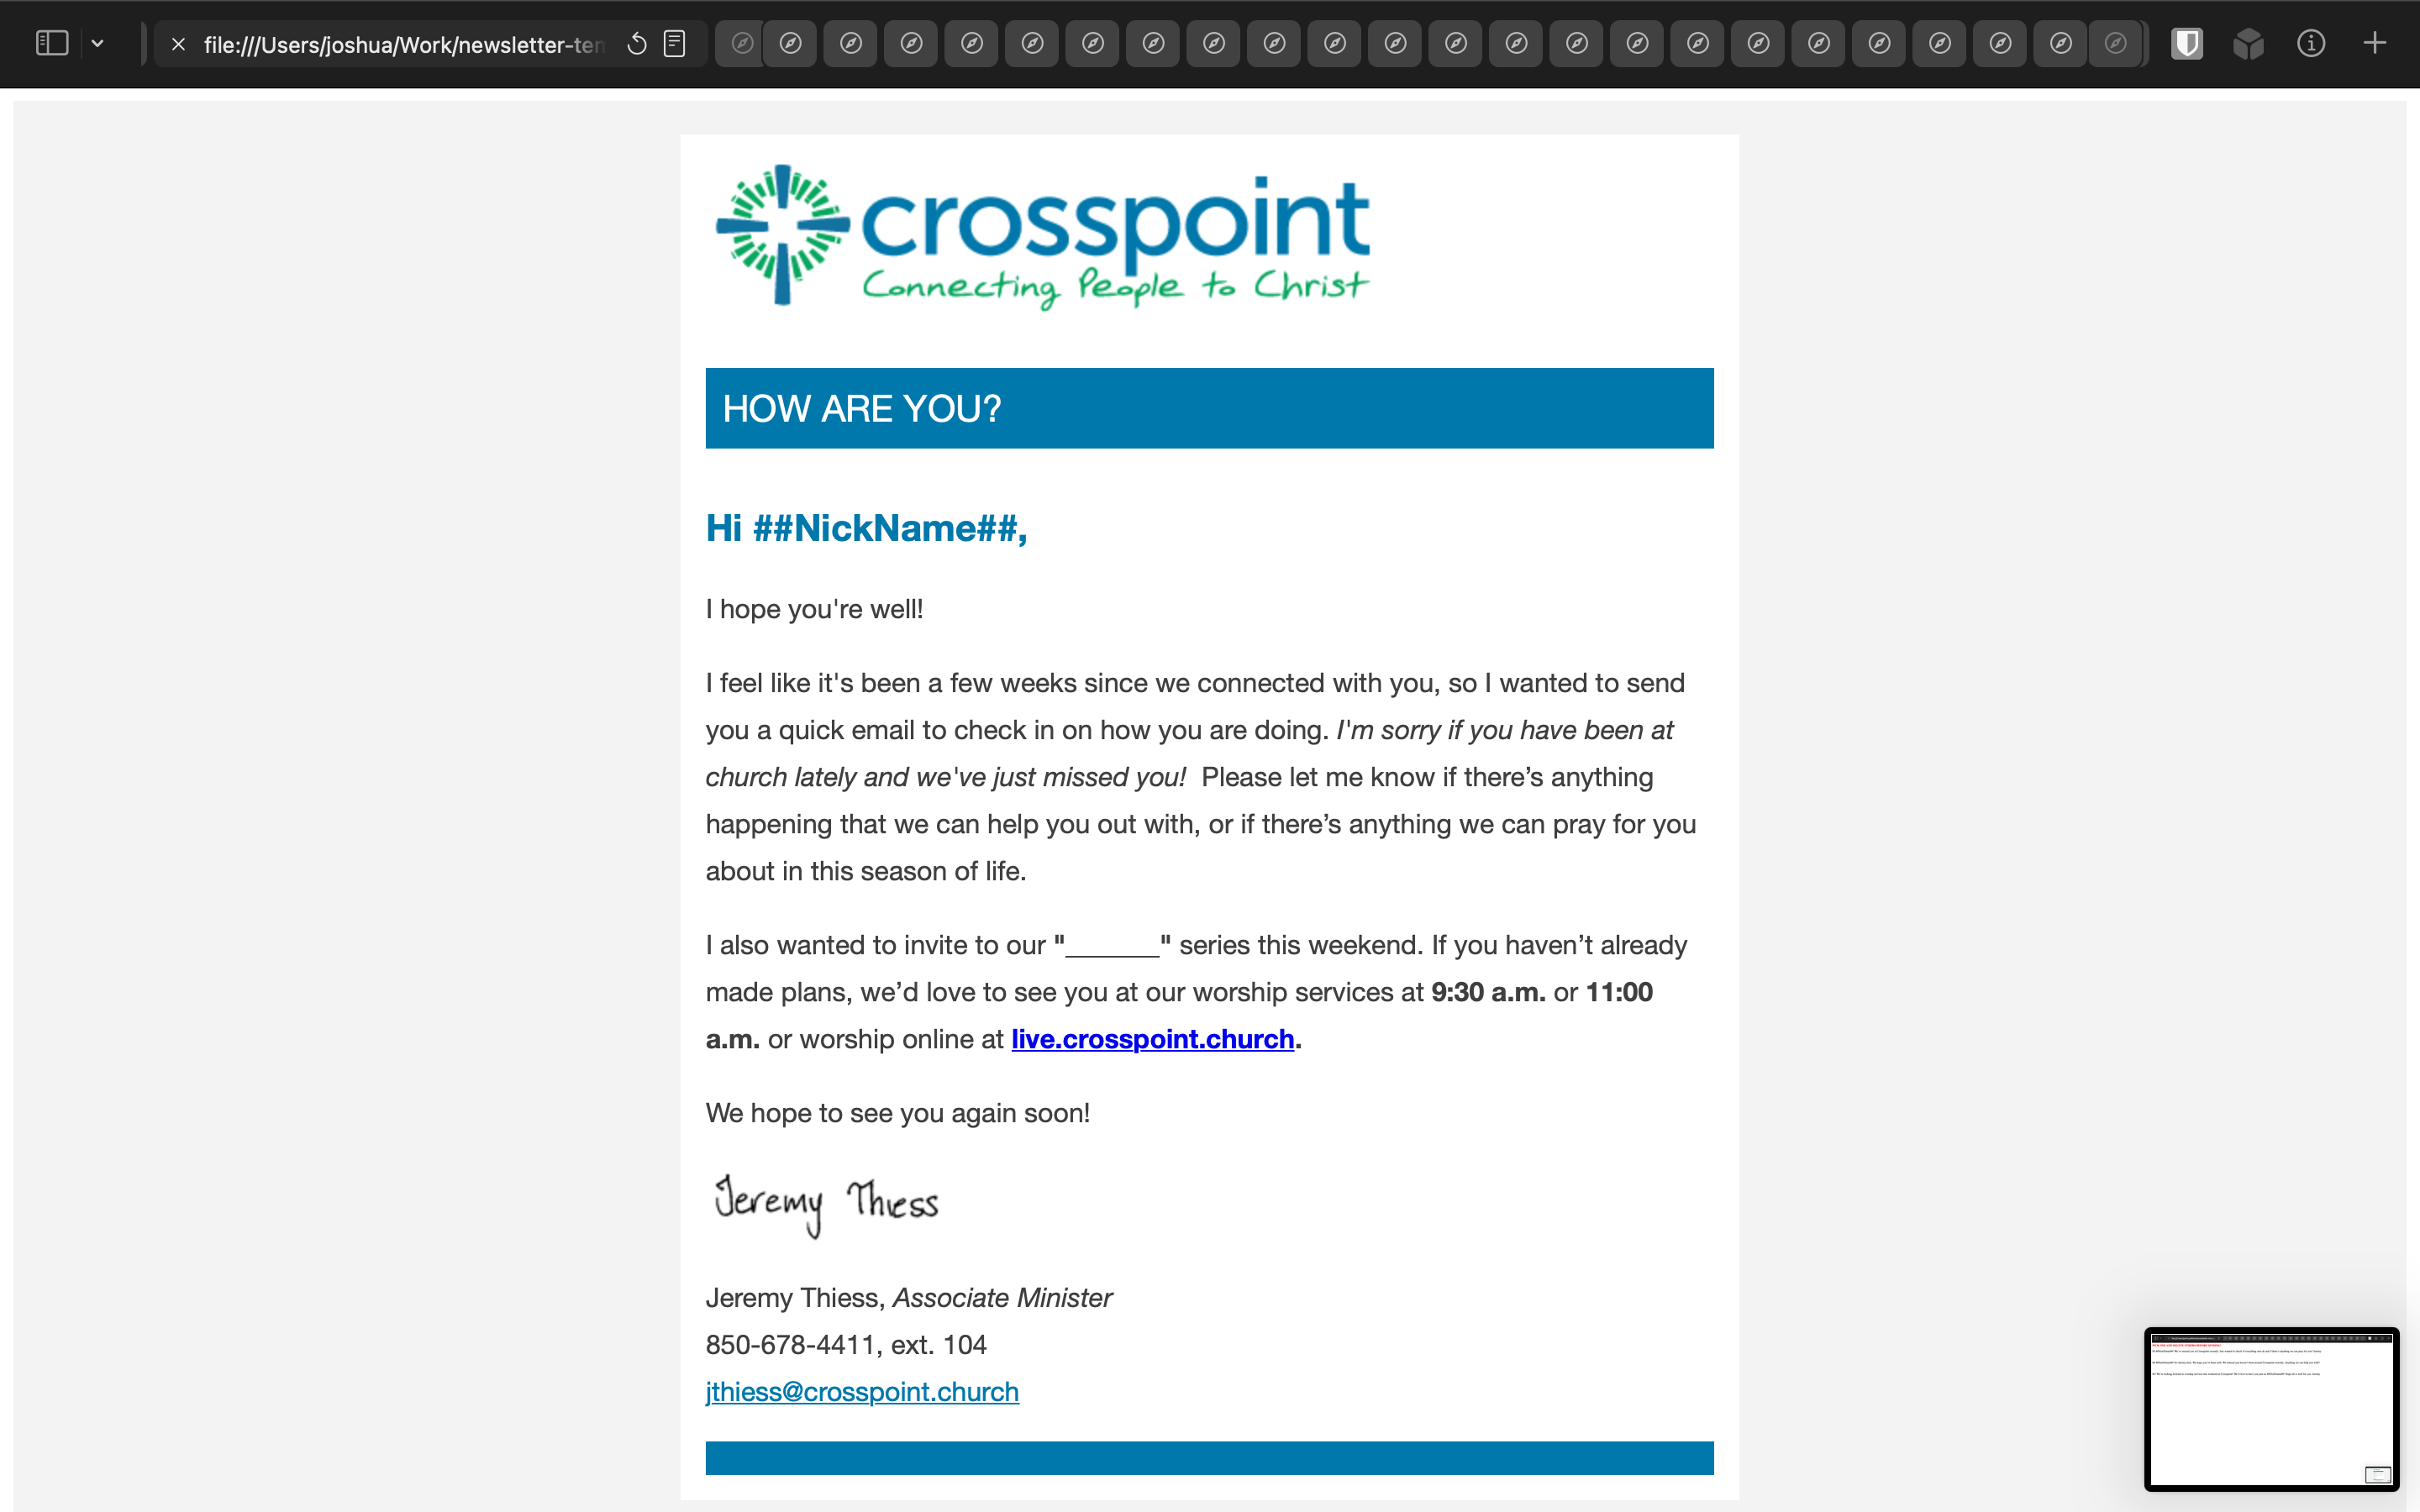 file:///Users/joshua/Work/newsletter-ten
crosspoint
Connecting People to Christ
HOW ARE YOU?
Hi ##NickName##,
I hope you're well!
I feel like it's been a few weeks since we connected with you, so I wanted to send
you a quick email to check in on how you are doing. I'm sorry if you have been at
church lately and we've just missed you!  Please let me know if there’s anything
happening that we can help you out with, or if there’s anything we can pray for you
about in this season of life.
I also wanted to invite to our "_______" series this weekend. If you haven’t already
made plans, we’d love to see you at our worship services at 9:30 a.m. or 11:00
a.m. or worship online at live.crosspoint.church.
We hope to see you again soon!
Jeremy Thiess
Jeremy Thiess, Associate Minister
850-678-4411, ext. 104
jthiess@crosspoint.church